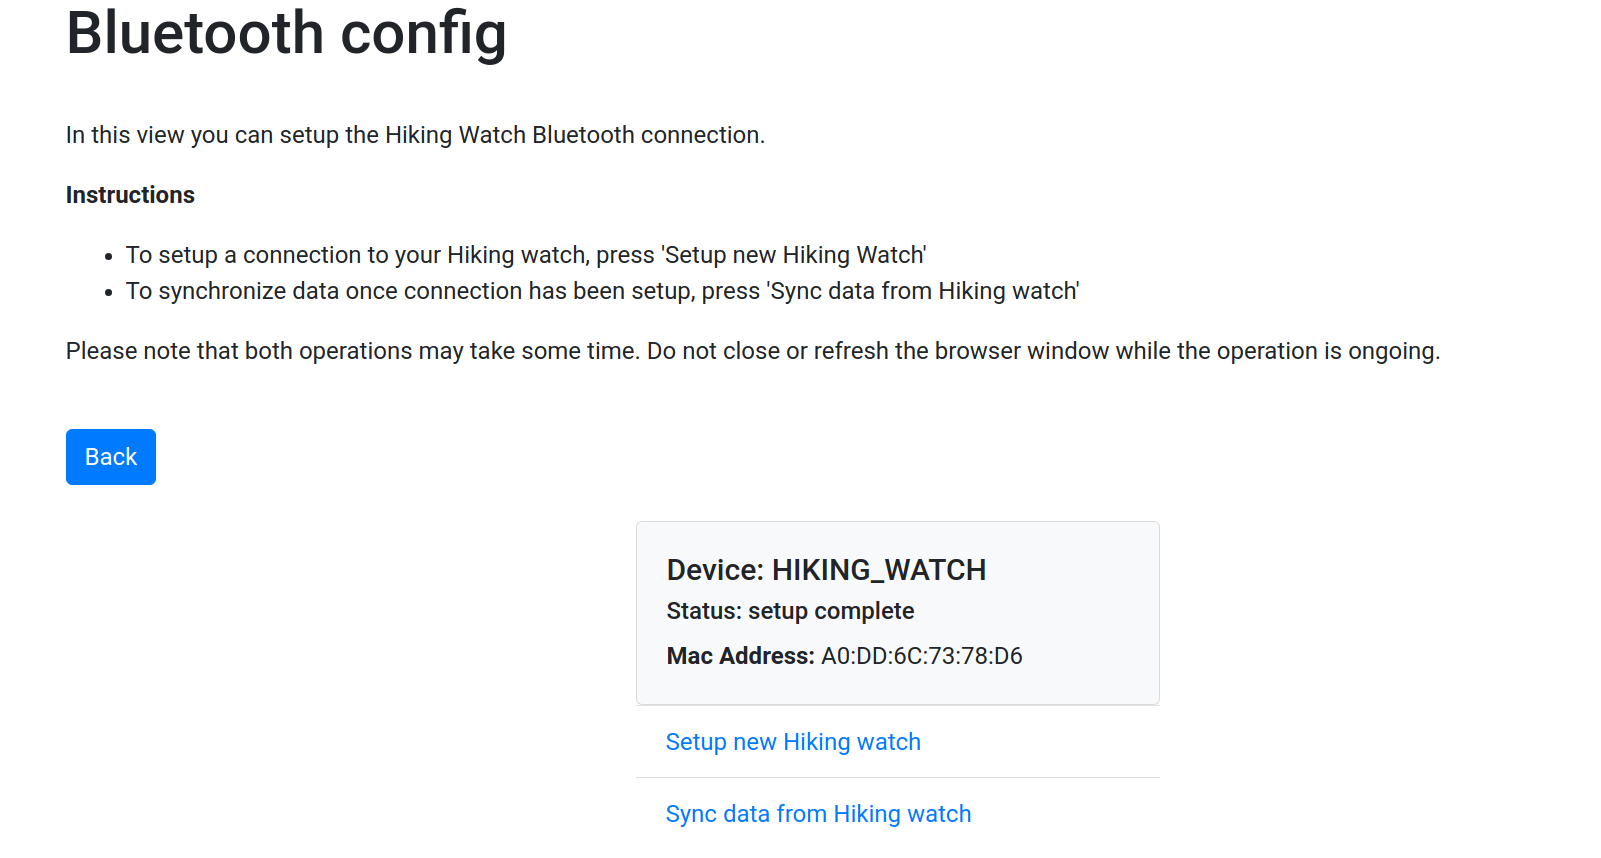 Bluetooth config
In this view you can setup the Hiking Watch Bluetooth connection.
Instructions
• To setup a connection to your Hiking watch, press 'Setup new Hiking Watch'
• To synchronize data once connection has been setup, press 'Sync data from Hiking watch'
Please note that both operations may take some time. Do not close or refresh the browser window while the operation is ongoing.
Back
Device: HIKING_WATCH
Status: setup complete
Mac Address: A0:DD:6C:73:78:D6
Setup new Hiking watch
Sync data from Hiking watch